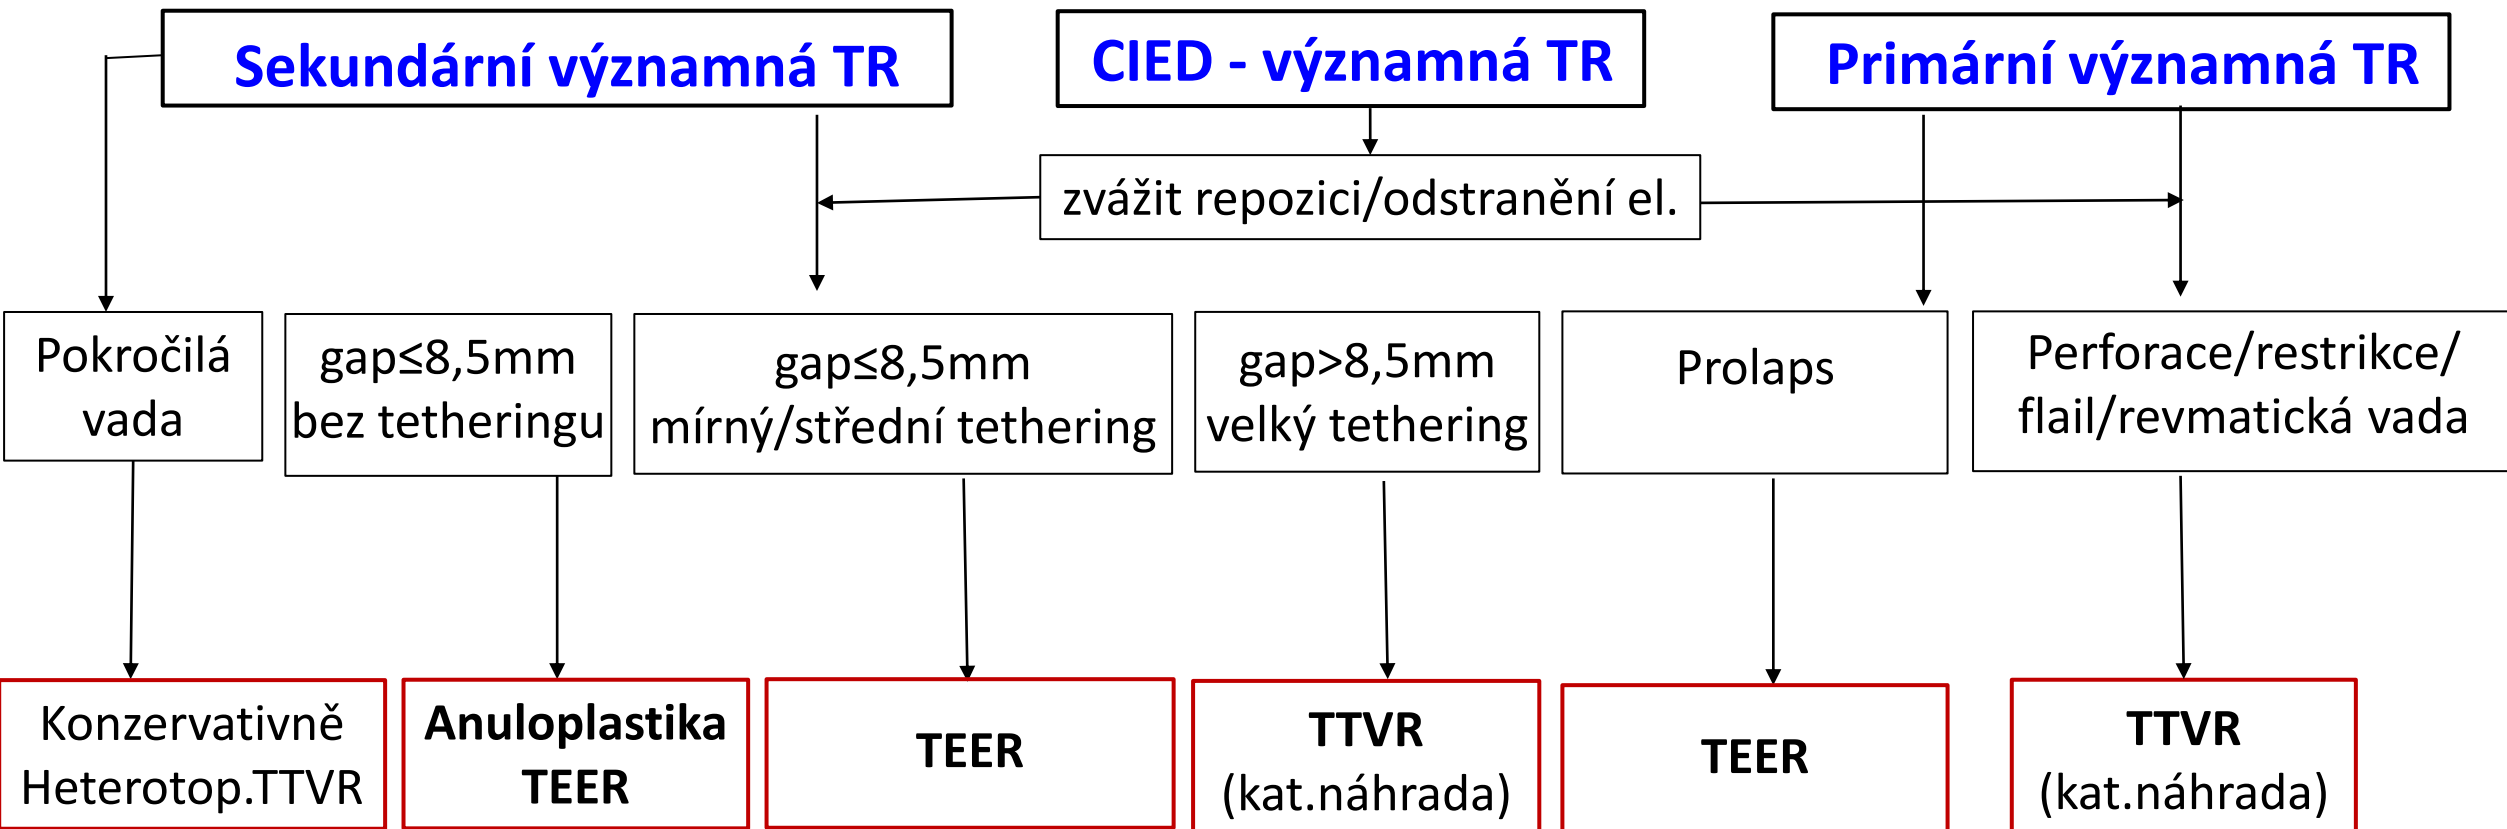 Sekundární významná TR
CIED - významná TR
Primární významná TR
zvázit repozici/odstranění el.
Pokročilá
vada
gap≤8,5mm
bez tetheringu
gap≤8,5mm
mírný/střední tethering
gap>8,5mm
velký tethering
Prolaps
Perforace/restrikce/
flail/revmatická vada
Konzervativně
Heterotop.TTVR
Anuloplastika
TEER
TEER
TTVR
(kat.náhrada)
TEER
TTVR
(kat.náhrada)